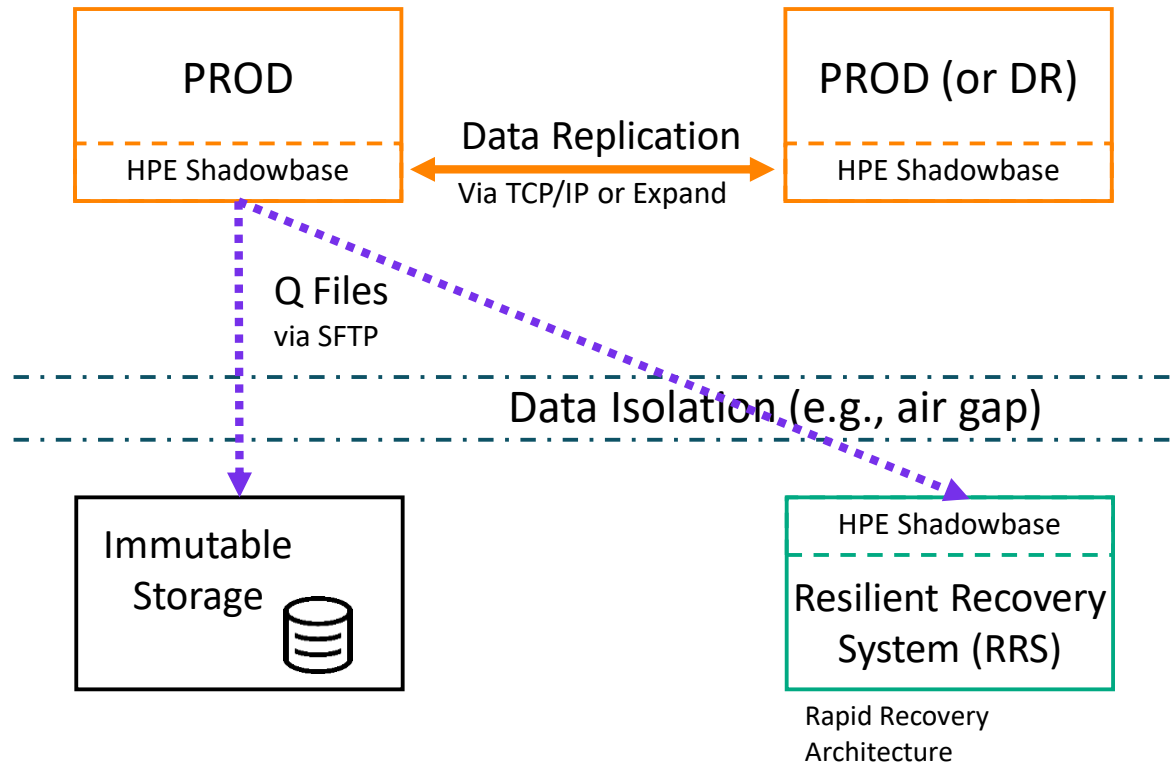 PROD
HPE Shadowbase
Data Replication
Via TCP/IP or Expand
PROD (or DR)
HPE Shadowbase
Q Files
via SFTP
Data Isolation (e.g., air gap)
Immutable
Storage
HPE Shadowbase
Resilient Recovery
System (RRS)
Rapid Recovery
Architecture